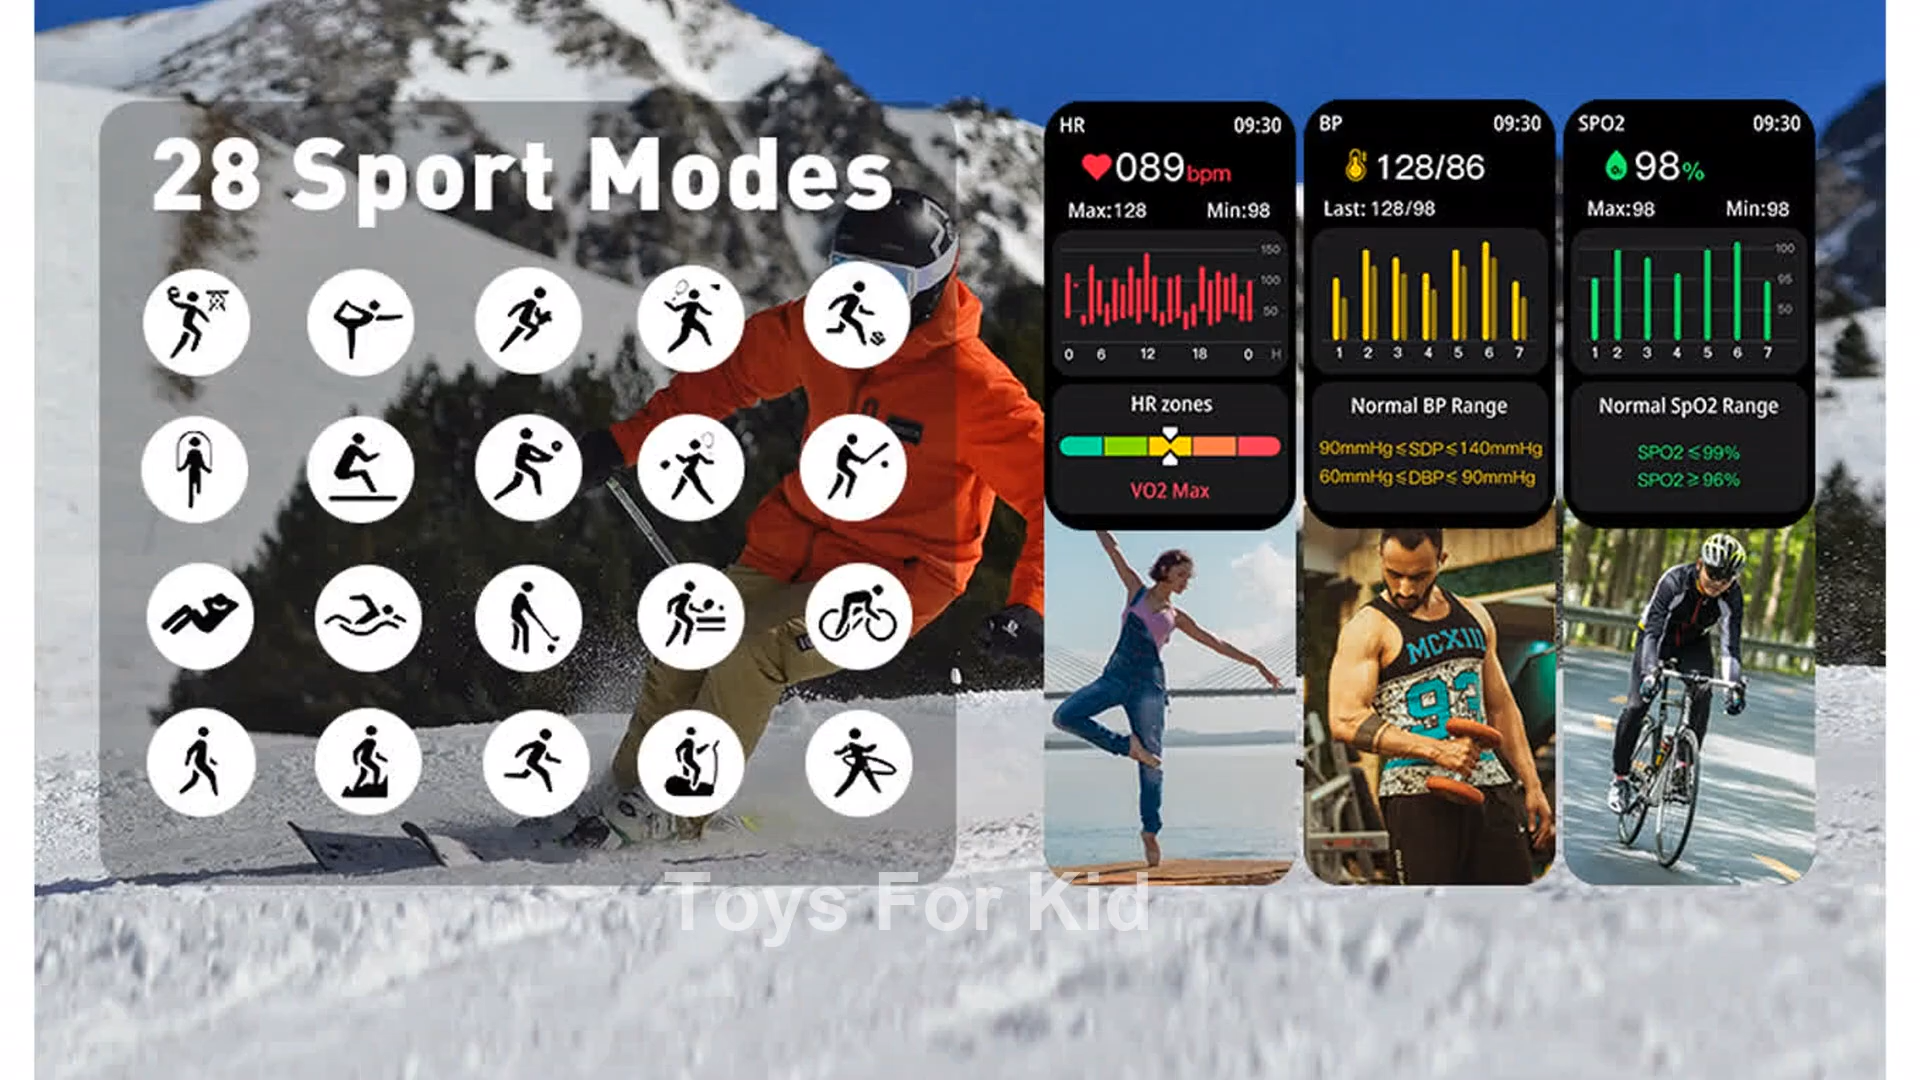 28 Sport Modes
HR 09:30
089bpm
Max:128 Min:98
150
100
50
0 6 12 18 0 H
HR zones
VO2 Max
BP 09:30
128/86
Last: 128/98
1 2 3 4 5 6 7
Normal BP Range
90mmHg≤SDP≤140mmHg
60mmHg≤DBP≤ 90mmHg
SPO2 09:30
98%
Max:98 Min:98
100
95
50
1 2 3 4 5 6 7
Normal SpO2 Range
SPO2 ≤99%
SPO2 ≥96%
MCXIII
93
Toys For Kid